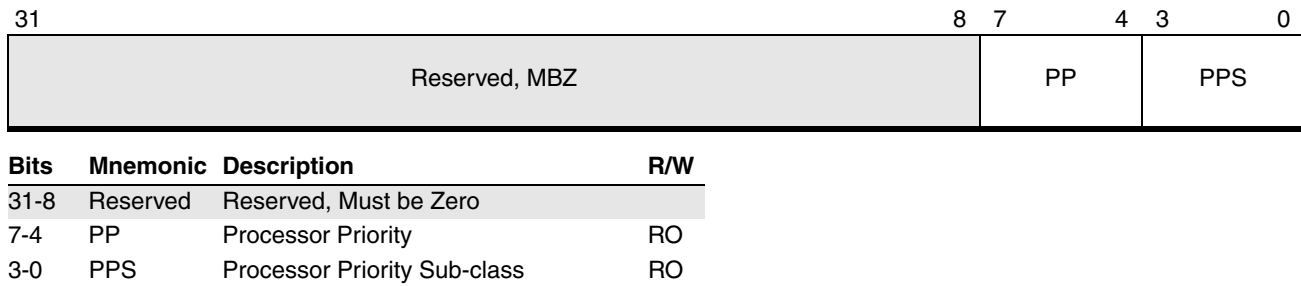 31 8 7 4 3 0
Reserved, MBZ PP PPS
Bits Mnemonic Description R/W
31-8 Reserved Reserved, Must be Zero
7-4 PP Processor Priority RO
3-0 PPS Processor Priority Sub-class RO